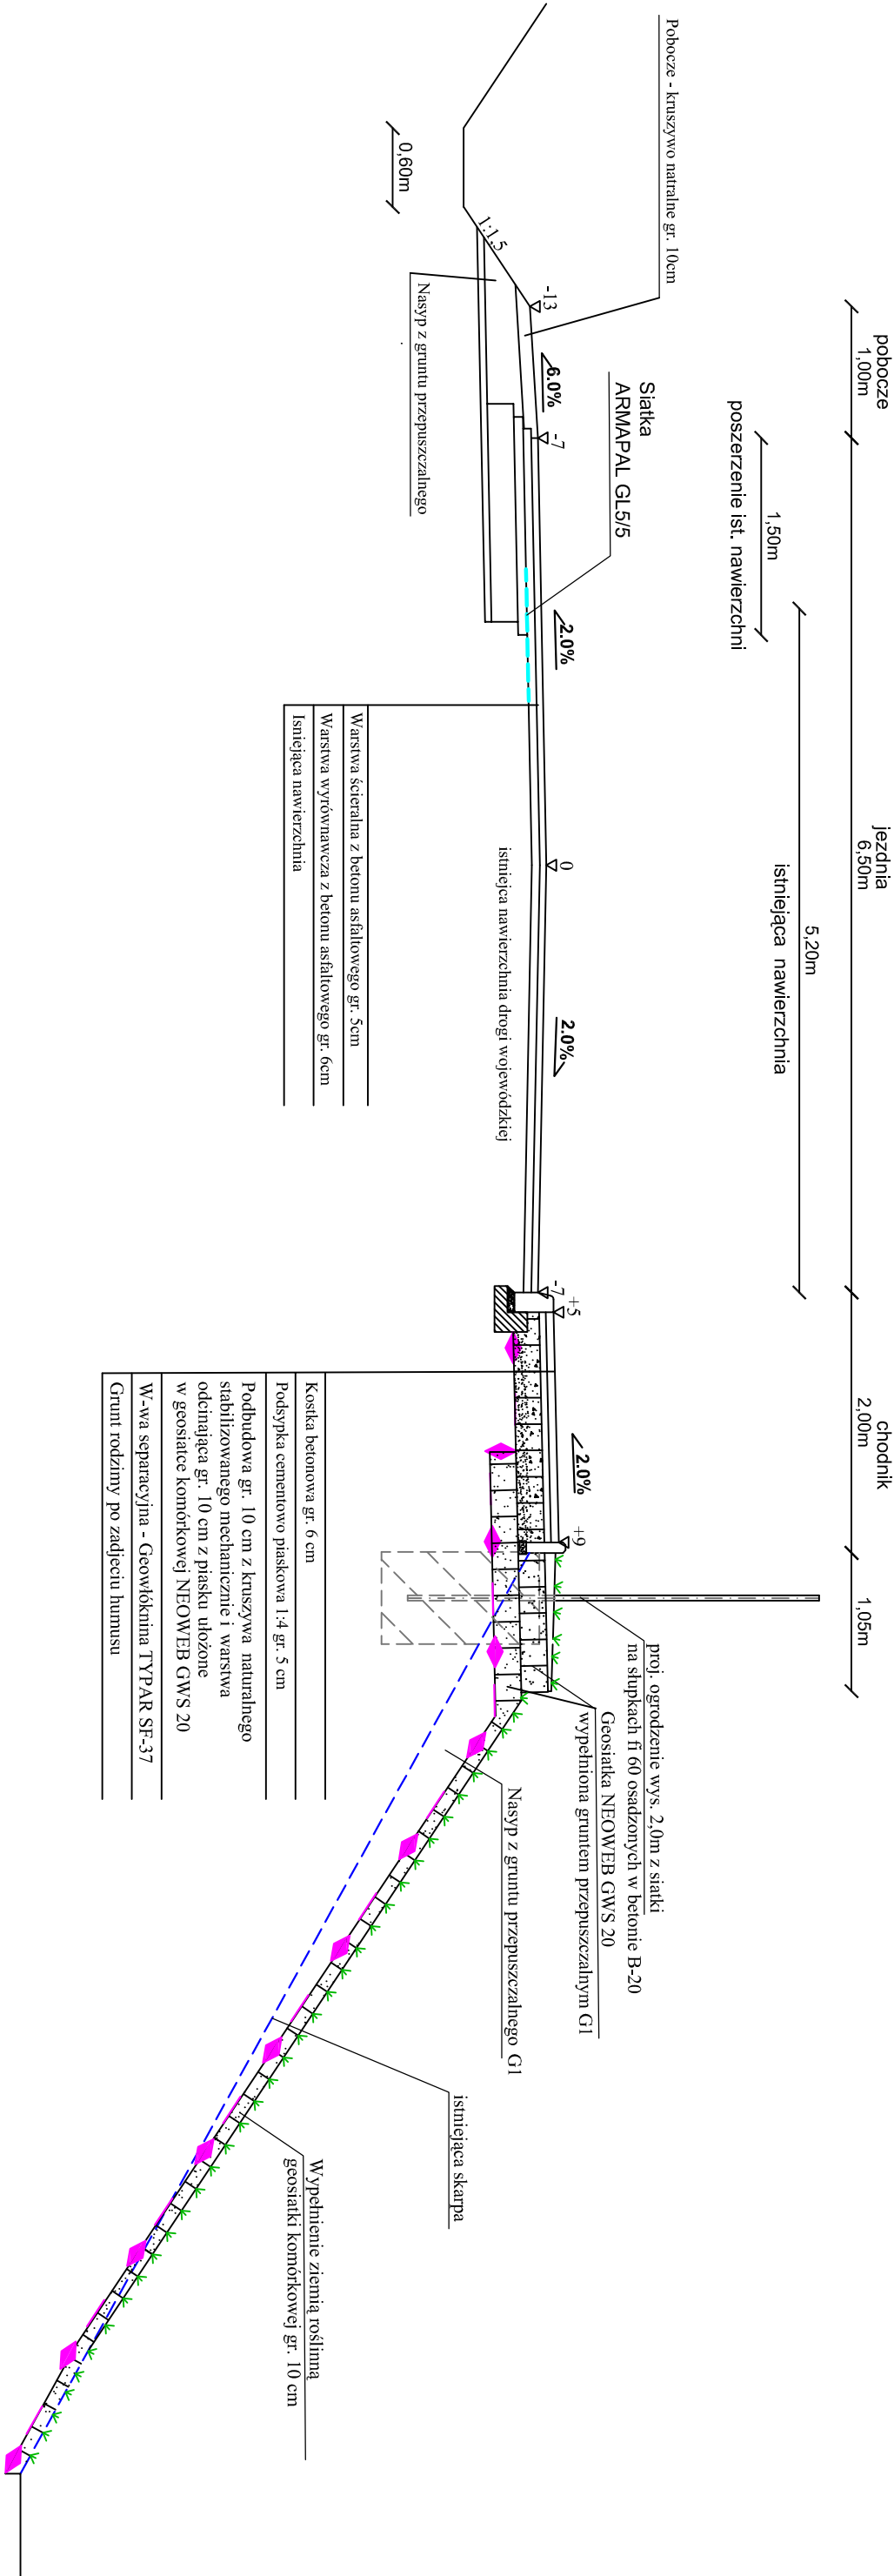 pobocze
1,00m
jezdnia
6,50m
chodnik
2,00m
1,05m
5,20m
istniejąca nawierzchnia
1,50m
poszerzenie ist. nawierzchni
Pobocze - kruszywo natralne gr. 10cm
Siatka
ARMAPAL GL5/5
0,60m
1:1.5
-13
6.0%
-7
2.0%
0
2.0%
-7
+5
2.0%
+9
Nasyp z gruntu przepuszczalnego
istniejca nawierzchnia drogi wojewódzkiej
Warstwa ścieralna z betonu asfaltowego gr. 5cm
Warstwa wyrównawcza z betonu asfaltowego gr. 6cm
Isniejąca nawierzchnia
proj. ogrodzenie wys. 2,0m z siatki
na słupkach fi 60 osadzonych w betonie B-20
Geosiatka NEOWEB GWS 20
wypełniona gruntem przepuszczalnym G1
Nasyp z gruntu przepuszczalnego G1
istniejąca skarpa
Wypełnienie ziemią roślinną
geosiatki komórkowej gr. 10 cm
Kostka betonowa gr. 6 cm
Podsypka cementowo piaskowa 1:4 gr. 5 cm
Podbudowa gr. 10 cm z kruszywa naturalnego
stabilizowanego mechanicznie i warstwa
odcinająca gr. 10 cm z piasku ułożone
w geosiatce komórkowej NEOWEB GWS 20
W-wa separacyjna - Geowłóknina TYPAR SF-37
Grunt rodzimy po zadjeciu humusu